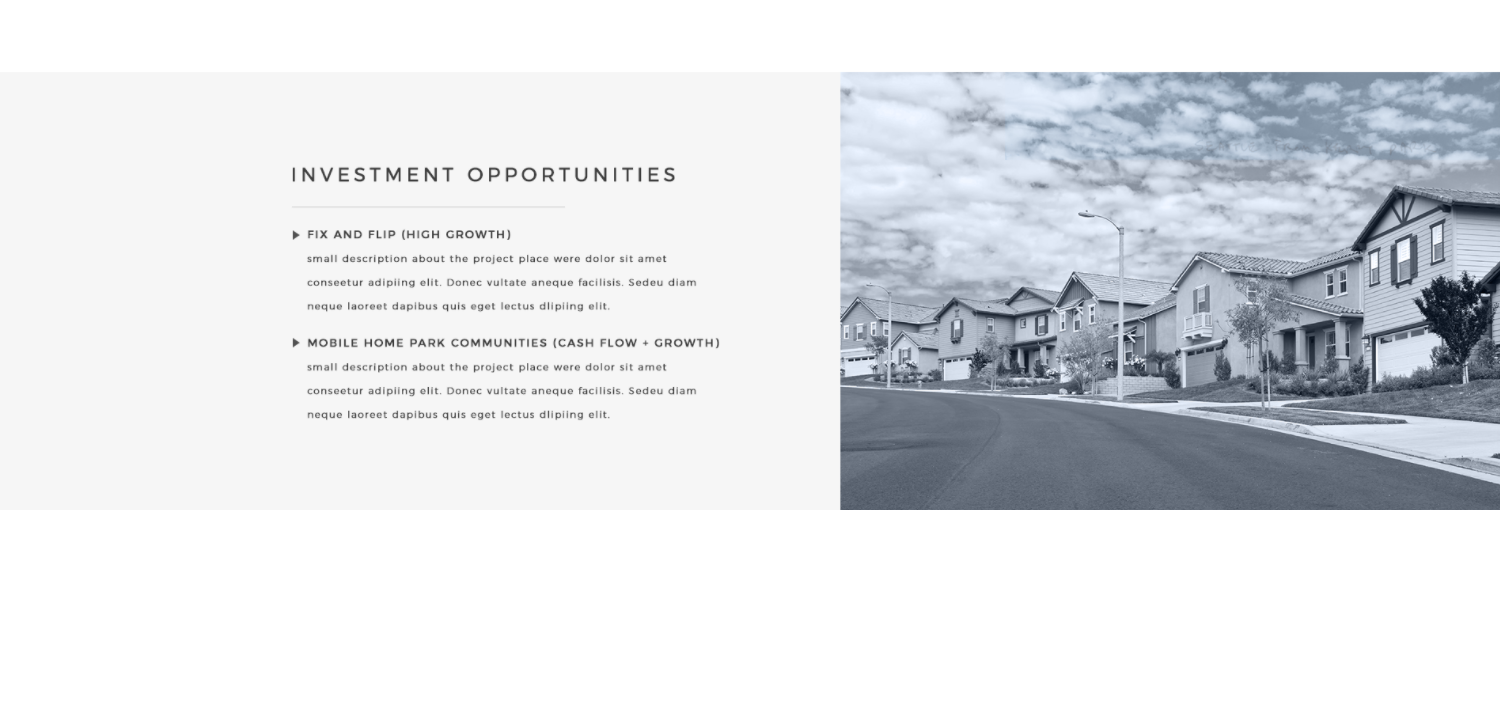 INVESTMENT OPPORTUNITIES
FIX AND FLIP (HIGH GROWTH)
small description about the project place were dolor sit amet
conseetur adipiing elit. Donec vultate aneque facilisis. Sedeu diam
neque laoreet dapibus quis eget lectus dlipiing elit.
MOBILE HOME PARK COMMUNITIES (CASH FLOW + GROWTH)
small description about the project place were dolor sit amet
conseetur adipiing elit. Donec vultate aneque facilisis. Sedeu diam
neque laoreet dapibus quis eget lectus dlipiing elit.